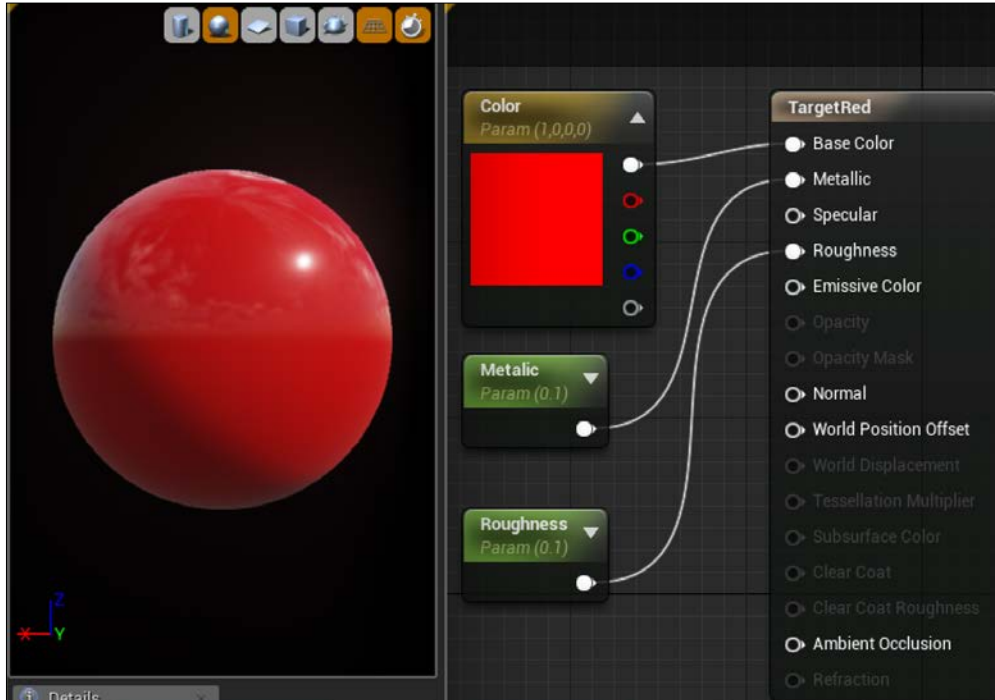 Color
Param (1,0,0,0)
Metalic
Param (0.1)
Roughness
Param (0.1)
TargetRed
Base Color
Metallic
Specular
Roughness
Emissive Color
Opacity
Opacity Mask
Normal
World Position Offset
World Displacement
Tessellation Multiplier
Subsurface Color
Clear Coat
Clear Coat Roughness
Ambient Occlusion
Refraction
Z
X Y
Details